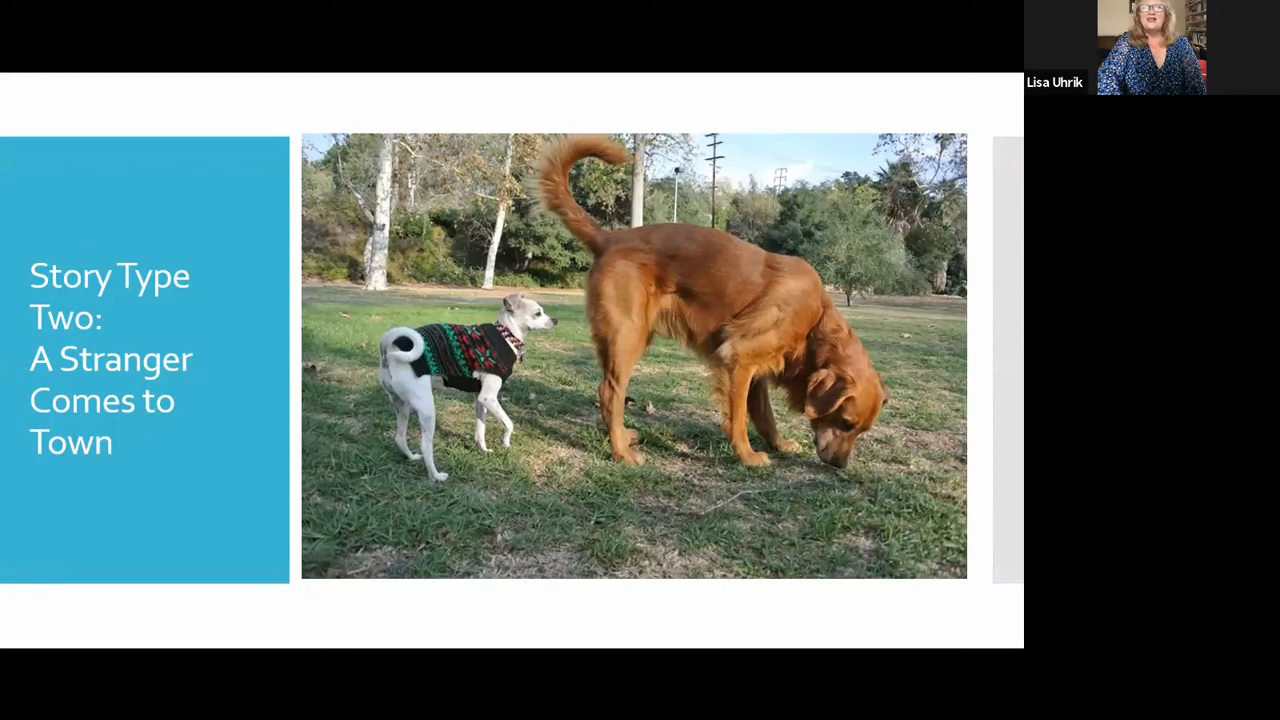 Story Type
Two:
A Stranger
Comes to
Town
Lisa Uhrik